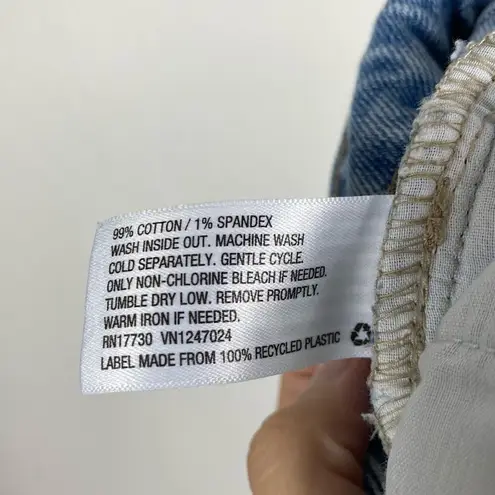 99% COTTON / 1% SPANDEX
WASH INSIDE OUT. MACHINE WASH
COLD SEPARATELY. GENTLE CYCLE.
ONLY NON-CHLORINE BLEACH IF NEEDED.
TUMBLE DRY LOW. REMOVE PROMPTLY.
WARM IRON IF NEEDED.
RN17730 VN1247024
LABEL MADE FROM 100% RECYCLED PLASTIC